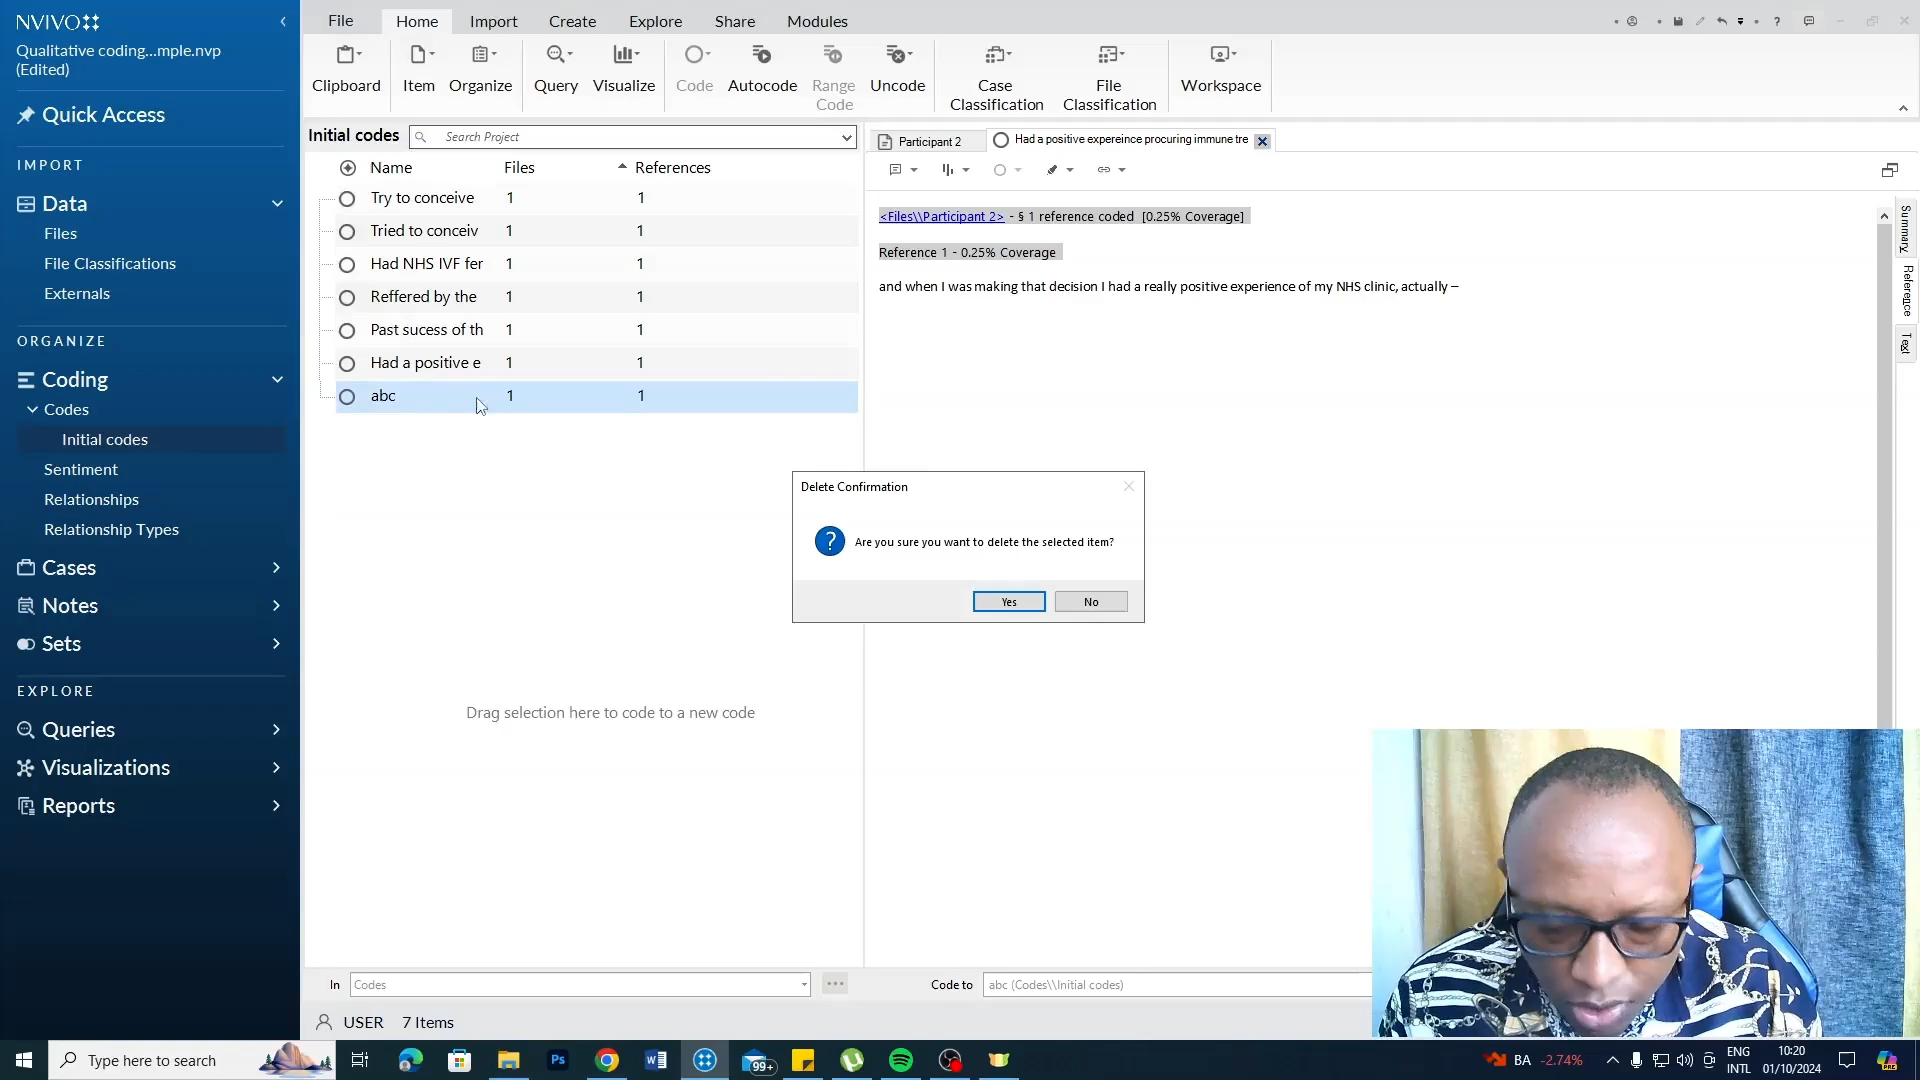 NVIVO
Qualitative coding...mple.nvp
(Edited)
Quick Access
IMPORT
Data
Files
File Classifications
Externals
ORGANIZE
Coding
Codes
Initial codes
Sentiment
Relationships
Relationship Types
Cases
Notes
Sets
EXPLORE
Queries
Visualizations
Reports
File Home Import Create Explore Share Modules
Clipboard Item Organize Query Visualize Code Autocode Range Code Uncode Case Classification File Classification Workspace
Initial codes Search Project
Name Files References
Try to conceive 1 1
Tried to conceiv 1 1
Had NHS IVF fer 1 1
Reffered by the 1 1
Past sucess of th 1 1
Had a positive e 1 1
abc 1 1
Drag selection here to code to a new code
Participant 2 Had a positive expereince procuring immune tre
<Files\\Participant 2> - § 1 reference coded [0.25% Coverage]
Reference 1 - 0.25% Coverage
and when I was making that decision I had a really positive experience of my NHS clinic, actually –
Summary
Reference
Text
Delete Confirmation
Are you sure you want to delete the selected item?
Yes No
In Codes
Code to abc (Codes\\Initial codes)
USER 7 Items
Type here to search
Ps
99+
BA -2.74%
ENG
INTL
10:20
01/10/2024